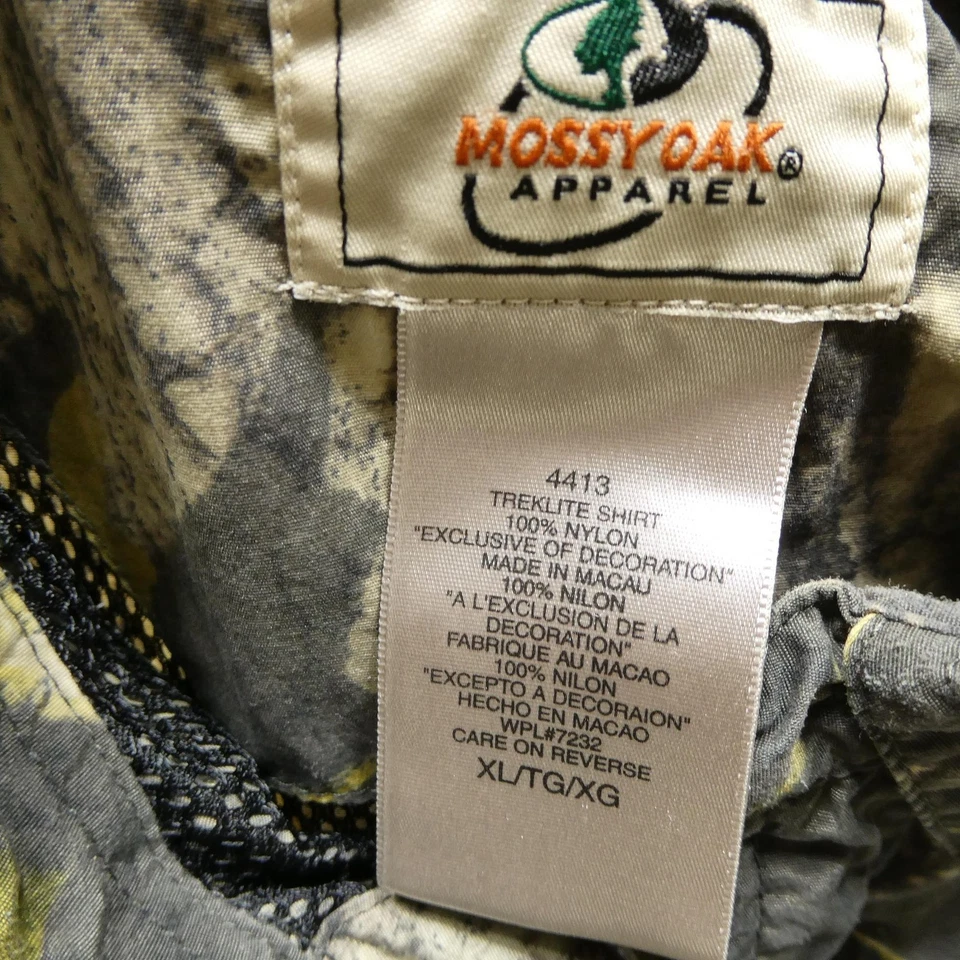 MOSSY OAK®
APPAREL
4413
TREKLITE SHIRT
100% NYLON
"EXCLUSIVE OF DECORATION"
MADE IN MACAU
100% NILON
"A L'EXCLUSION DE LA
DECORATION"
FABRIQUE AU MACAO
100% NILON
"EXCEPTO A DECORAION"
HECHO EN MACAO
WPL#7232
CARE ON REVERSE
XL/TG/XG